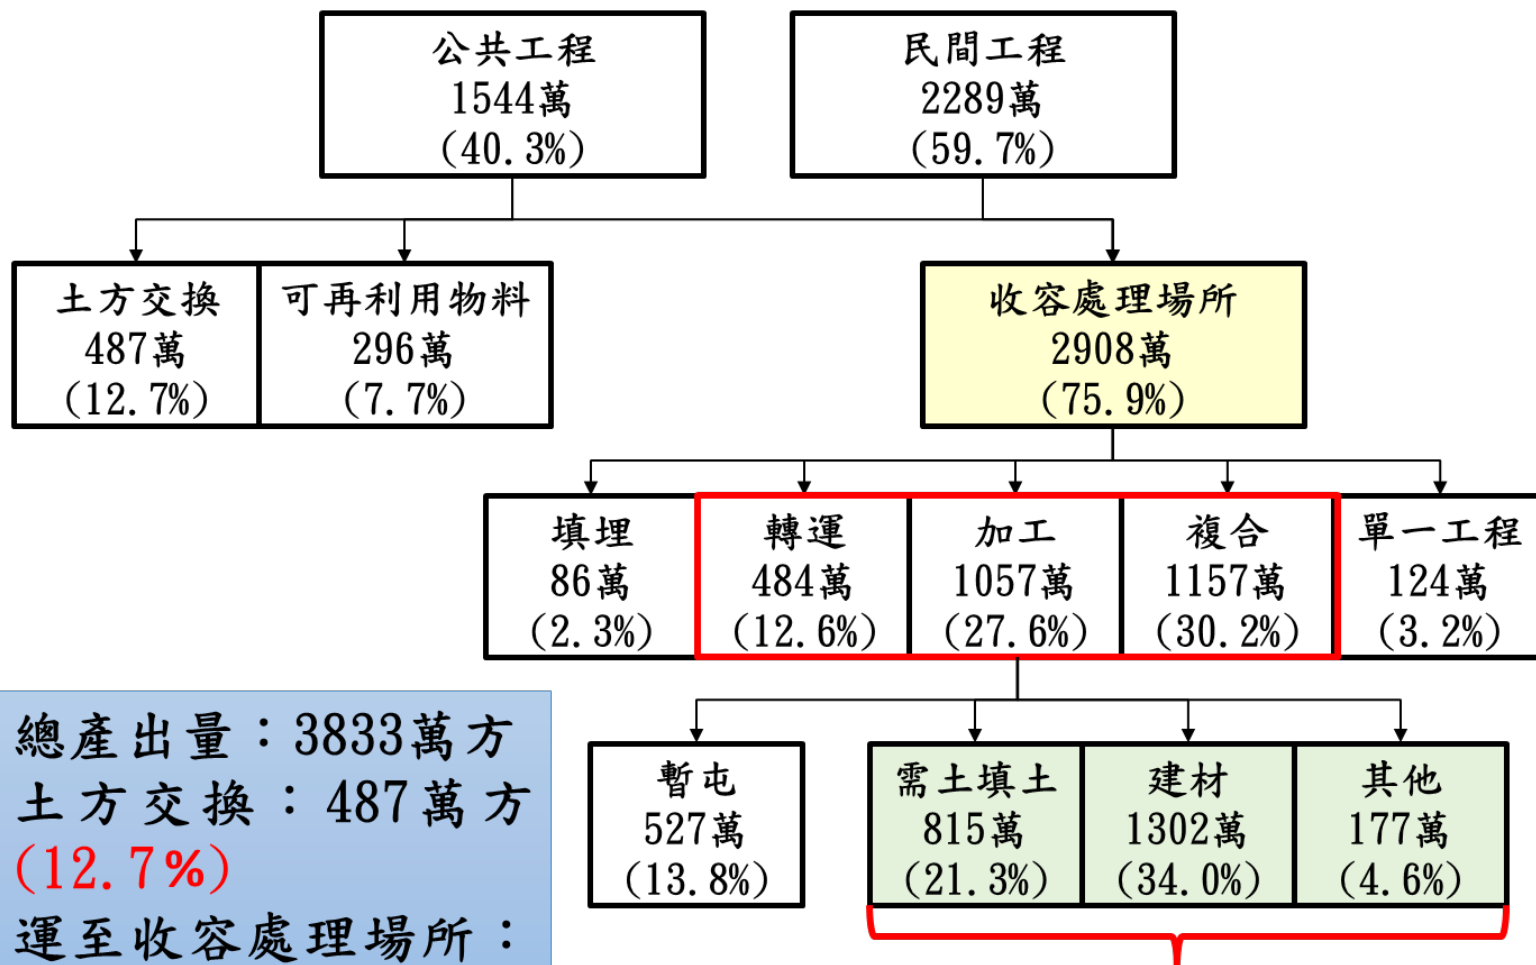 公共工程
1544萬
(40.3%)
民間工程
2289萬
(59.7%)
土方交換
487萬
(12.7%)
可再利用物料
296萬
(7.7%)
收容處理場所
2908萬
(75.9%)
填埋
86萬
(2.3%)
轉運
484萬
(12.6%)
加工
1057萬
(27.6%)
複合
1157萬
(30.2%)
單一工程
124萬
(3.2%)
暫屯
527萬
(13.8%)
需土填土
815萬
(21.3%)
建材
1302萬
(34.0%)
其他
177萬
(4.6%)
總產出量：3833萬方
土方交換：487萬方
(12.7%)
運至收容處理場所：